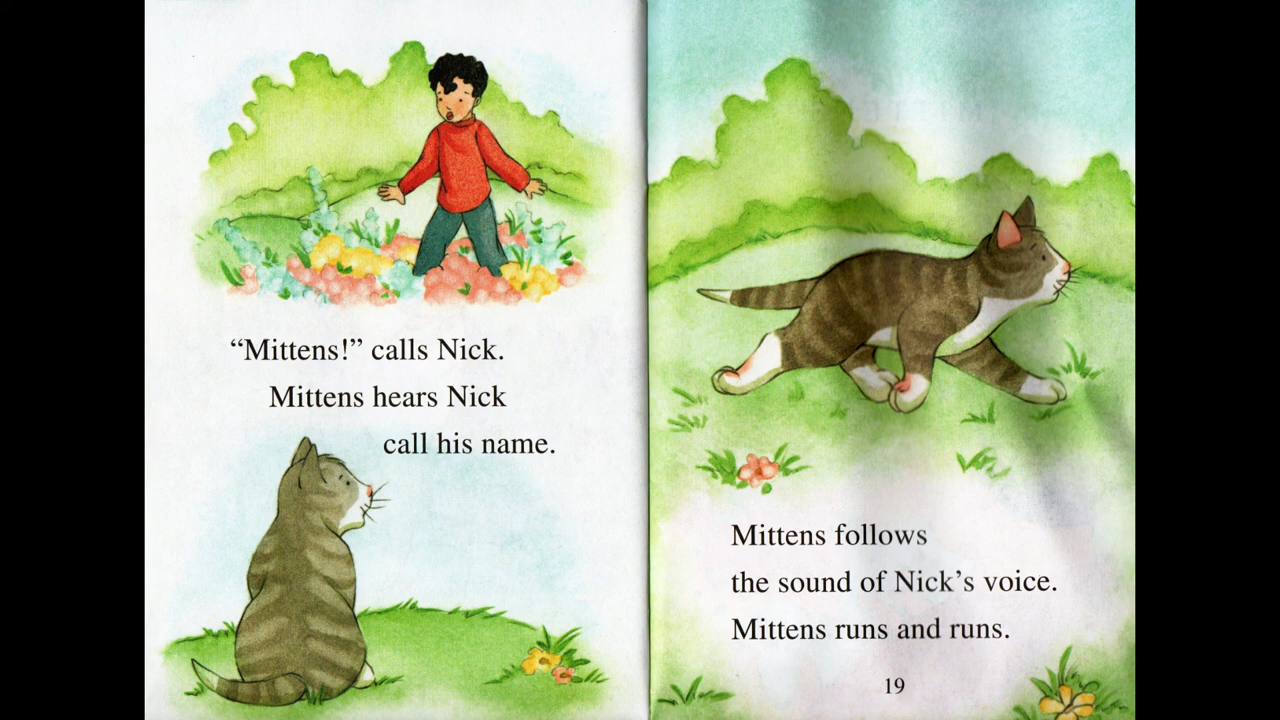 “Mittens!” calls Nick.
Mittens hears Nick
call his name.
Mittens follows
the sound of Nick’s voice.
Mittens runs and runs.
19